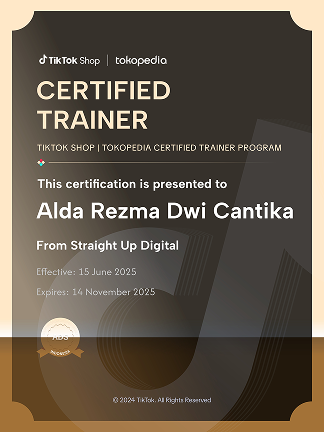 TikTok Shop | tokopedia
CERTIFIED
TRAINER
TIKTOK SHOP | TOKOPEDIA CERTIFIED TRAINER PROGRAM
This certification is presented to
Alda Rezma Dwi Cantika
From Straight Up Digital
Effective: 15 June 2025
Expires: 14 November 2025
ADS
© 2024 TikTok. All Rights Reserved